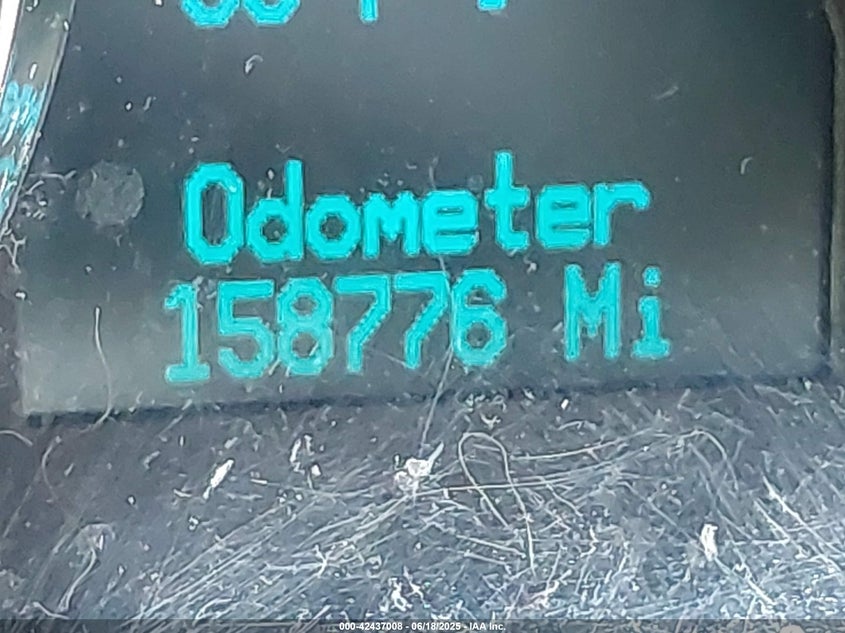 Odometer
158776 Mi
000-42437008 - 06/18/2025 - IAA Inc.